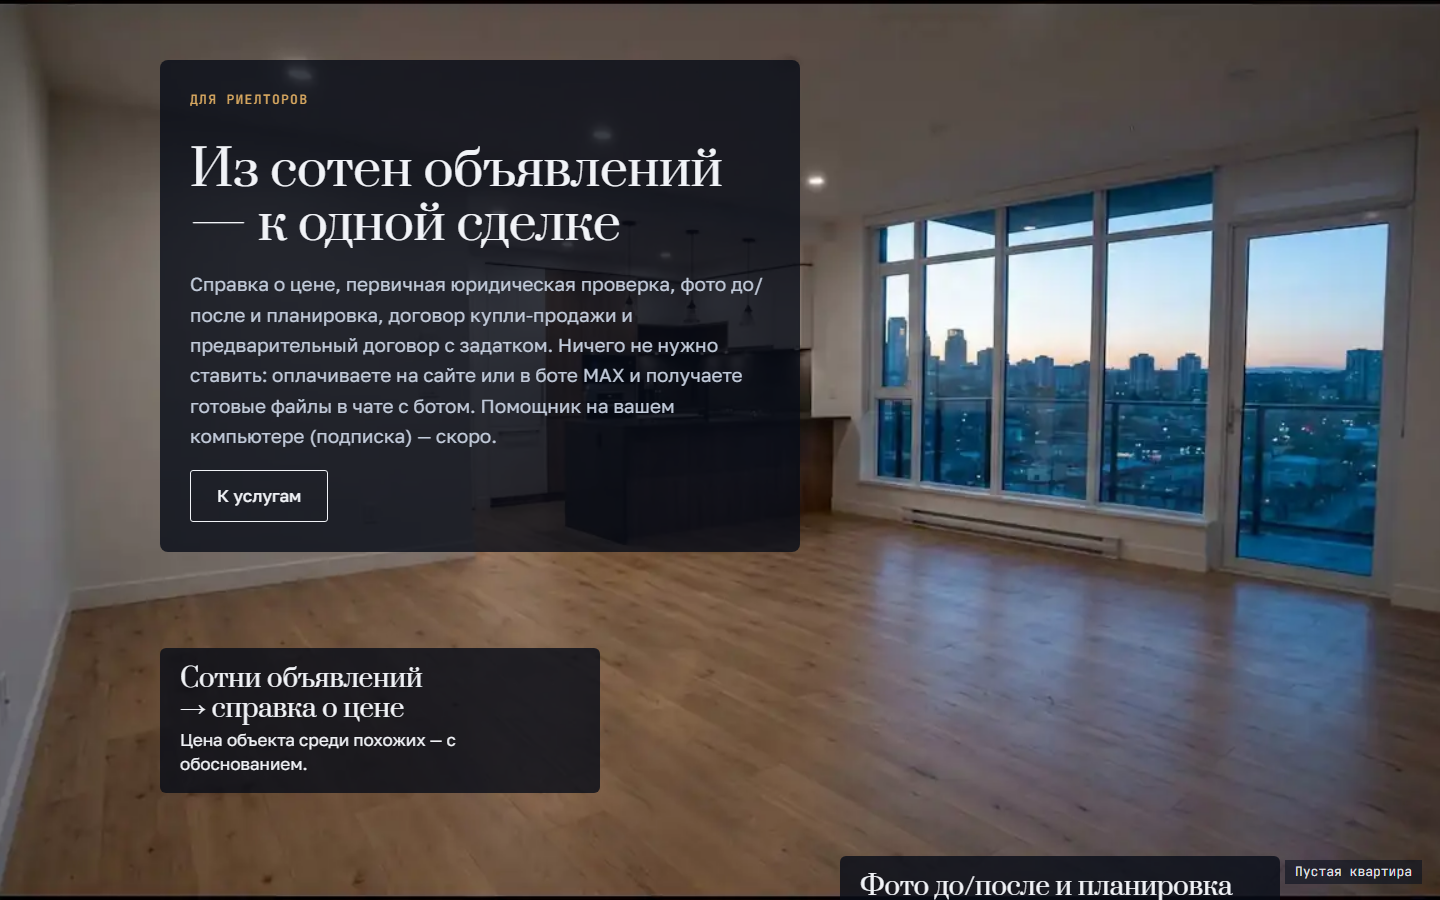 ДЛЯ РИЕЛТОРОВ
Из сотен объявлений
— к одной сделке
Справка о цене, первичная юридическая проверка, фото до/
после и планировка, договор купли-продажи и
предварительный договор с задатком. Ничего не нужно
ставить: оплачиваете на сайте или в боте MAX и получаете
готовые файлы в чате с ботом. Помощник на вашем
компьютере (подписка) — скоро.
К услугам
Сотни объявлений
→ справка о цене
Цена объекта среди похожих — с
обоснованием.
Фото до/после и планировка
Пустая квартира